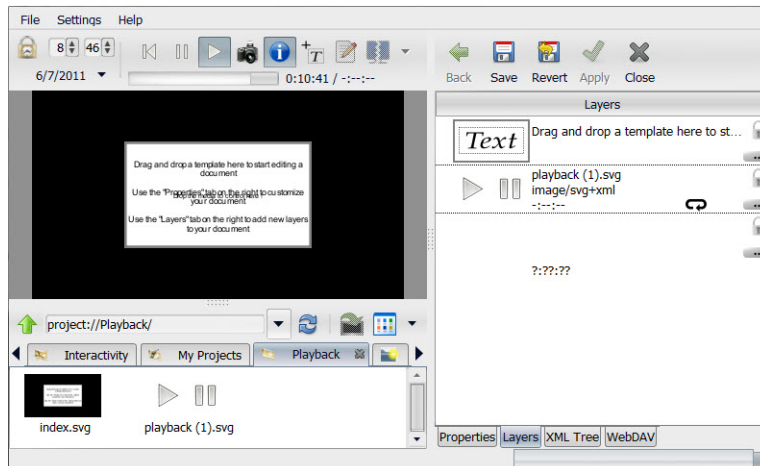 File Settings Help
8 46
6/7/2011
T
0:10:41 / -:--:--
Back Save Revert Apply Close
Layers
Text
Drag and drop a template here to st...
playback (1).svg
image/svg+xml
-:--:--
?:??:??
Drag and drop a template here to start editing a
document
Use the "Properties" tab on the right to customize
your document
Use the "Layers" tab on the right to add new layers
to your document
project://Playback/
Interactivity My Projects Playback
index.svg playback (1).svg
Properties Layers XML Tree WebDAV